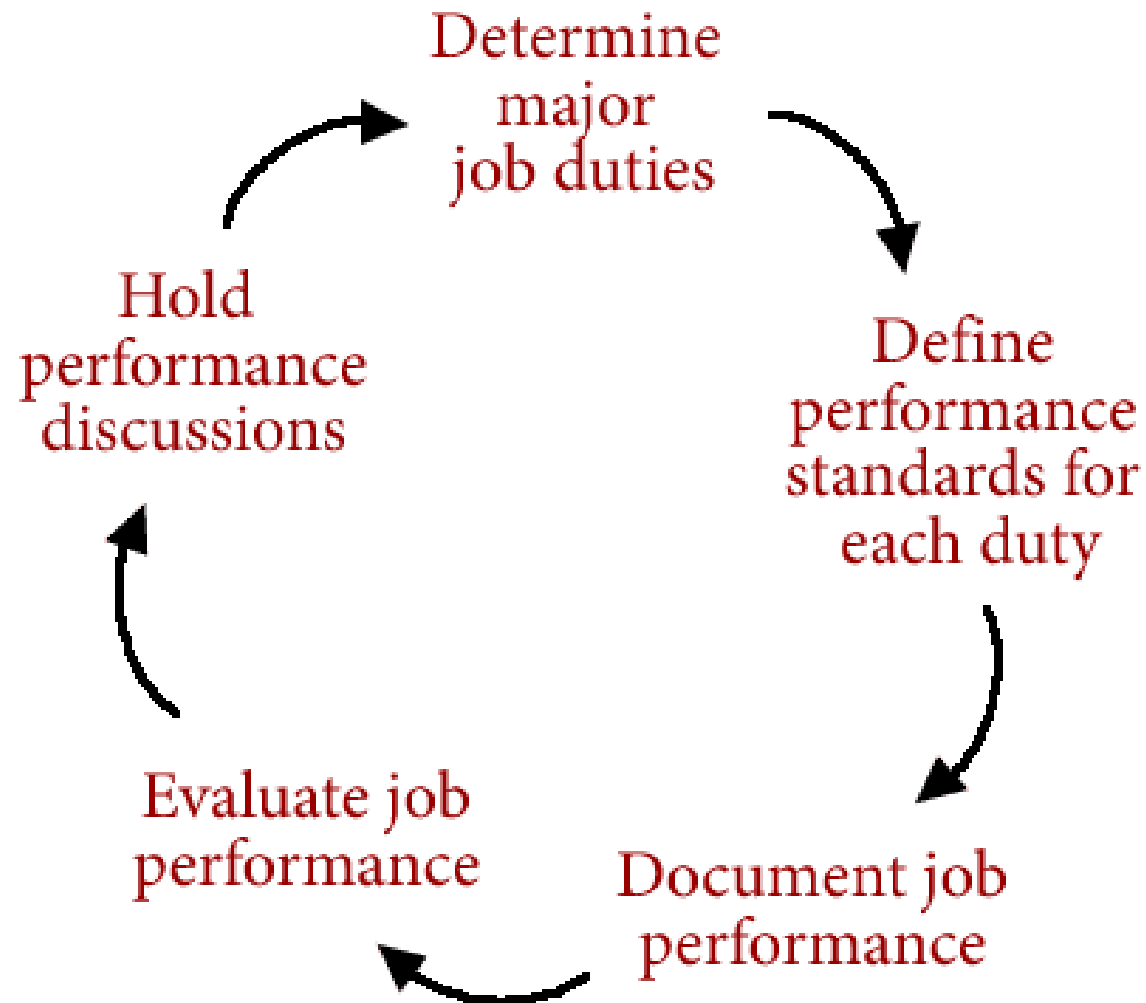 Determine
major
job duties
Define
performance
standards for
each duty
Document job
performance
Evaluate job
performance
Hold
performance
discussions